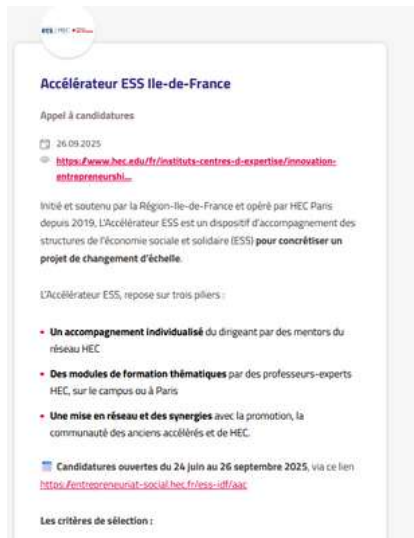 ess HEC
Accélérateur ESS Ile-de-France
Appel à candidatures
26.09.2025
https://www.hec.edu/fr/instituts-centres-d-expertise/innovation-
entrepreneurshi...
Initié et soutenu par la Région-Ile-de-France et opéré par HEC Paris
depuis 2019, L'Accélérateur ESS est un dispositif d'accompagnement des
structures de l'économie sociale et solidaire (ESS) pour concrétiser un
projet de changement d'échelle.
L'Accélérateur ESS, repose sur trois piliers :
• Un accompagnement individualisé du dirigeant par des mentors du
réseau HEC
• Des modules de formation thématiques par des professeurs-experts
HEC, sur le campus ou à Paris
• Une mise en réseau et des synergies avec la promotion, la
communauté des anciens accélérés et de HEC.
Candidatures ouvertes du 24 juin au 26 septembre 2025, via ce lien
https://entrepreneuriat-social.hec.fr/ess-idf/aac
Les critères de sélection :